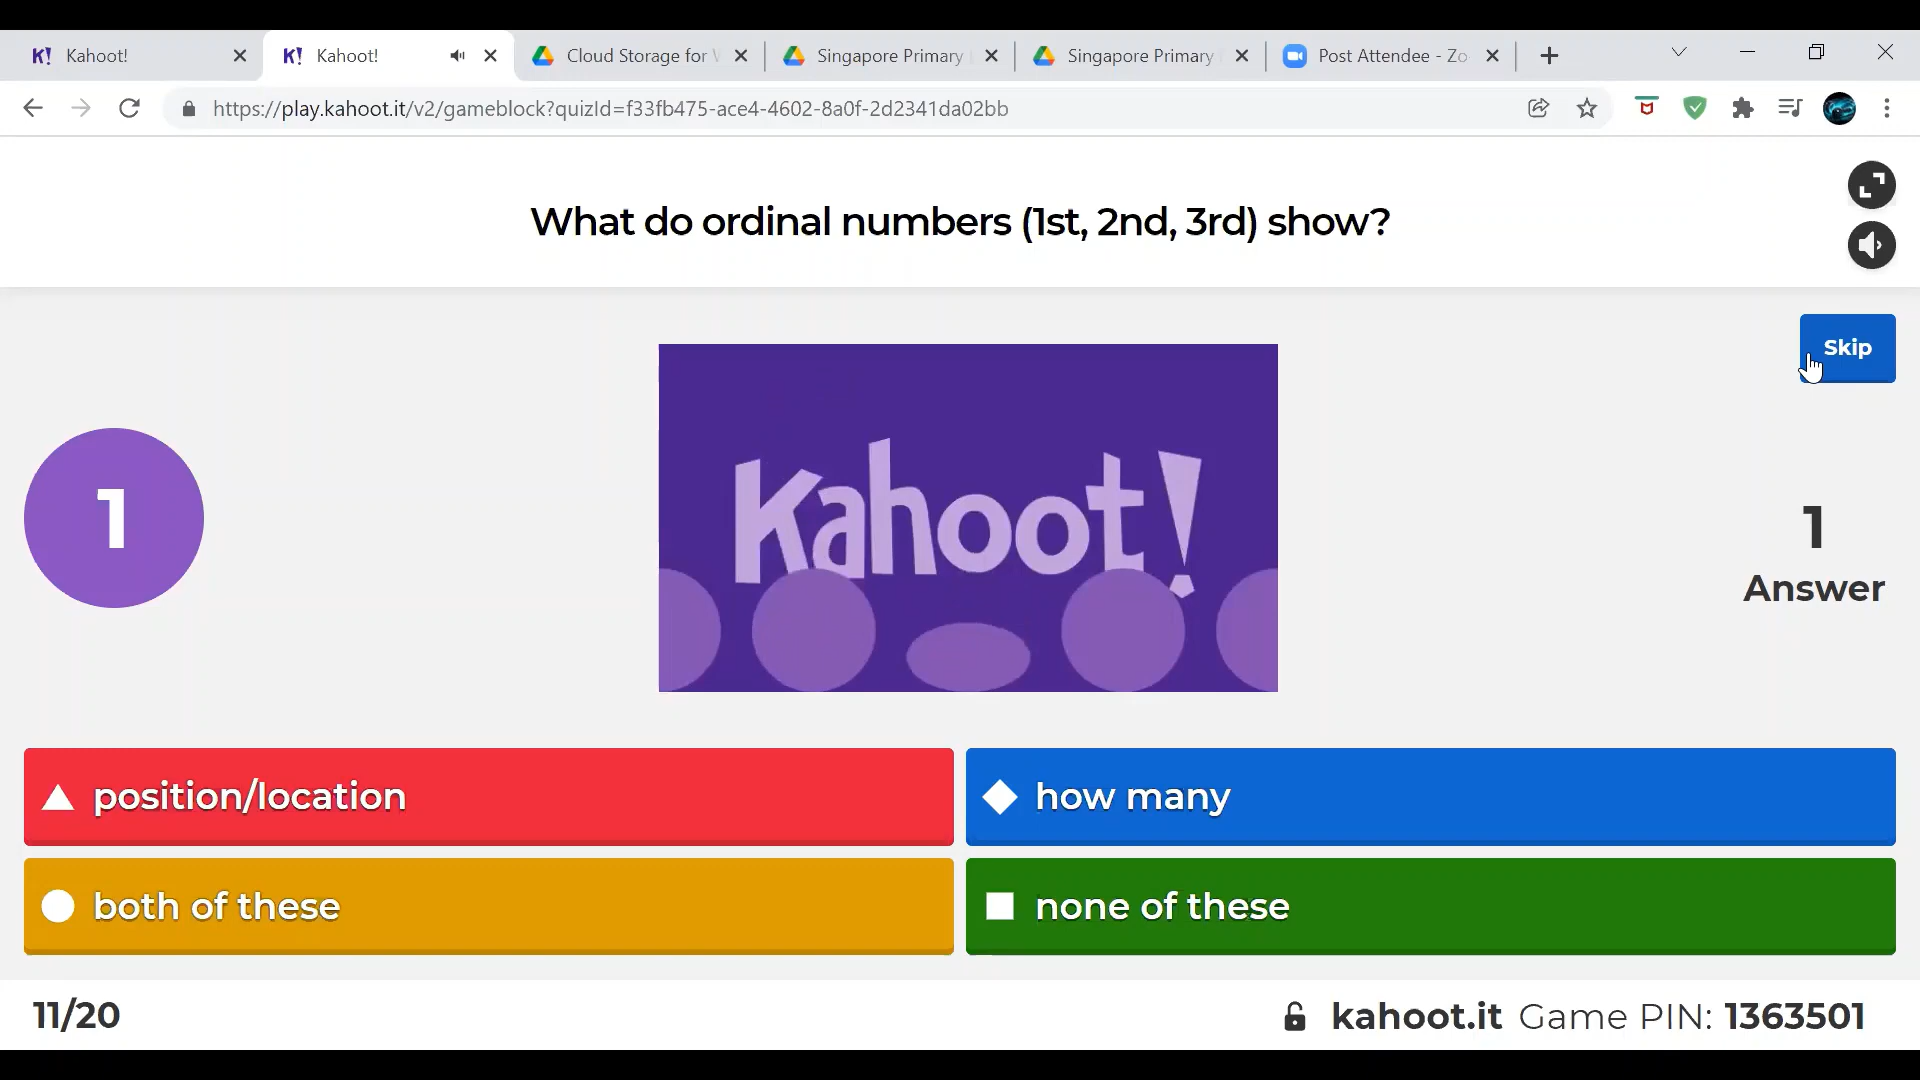 Kahoot!
Kahoot!
Cloud Storage for
Singapore Primary
Singapore Primary
Post Attendee - Zo
https://play.kahoot.it/v2/gameblock?quizId=f33fb475-ace4-4602-8a0f-2d2341da02bb
What do ordinal numbers (1st, 2nd, 3rd) show?
Skip
1
Kahoot!
1
Answer
position/location
how many
both of these
none of these
11/20
kahoot.it Game PIN: 1363501